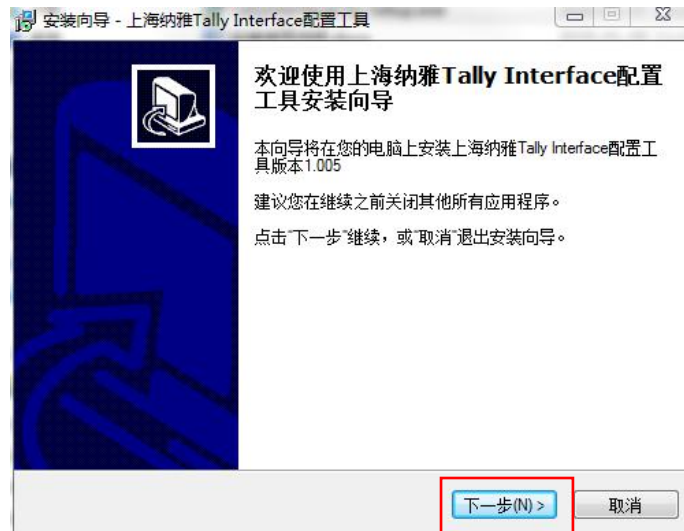 安装向导 - 上海纳雅Tally Interface配置工具
欢迎使用上海纳雅Tally Interface配置
工具安装向导
本向导将在您的电脑上安装上海纳雅Tally Interface配置工
具版本1.005
建议您在继续之前关闭其他所有应用程序。
点击"下一步"继续，或"取消"退出安装向导。
下一步(N) >
取消